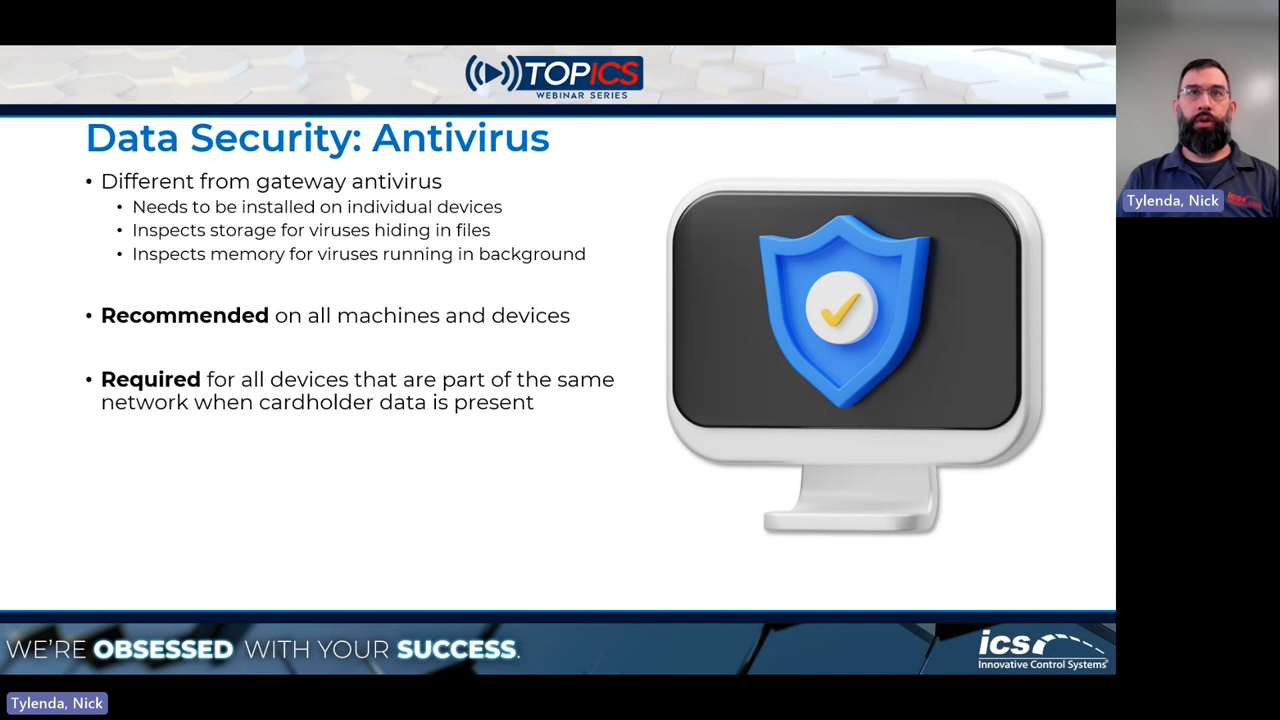 TOPICS
WEBINAR SERIES
Data Security: Antivirus
• Different from gateway antivirus
• Needs to be installed on individual devices
• Inspects storage for viruses hiding in files
• Inspects memory for viruses running in background
• Recommended on all machines and devices
• Required for all devices that are part of the same
network when cardholder data is present
Tylenda, Nick
ics
WE'RE OBSESSED WITH YOUR SUCCESS.
ics
Innovative Control Systems®
Tylenda, Nick